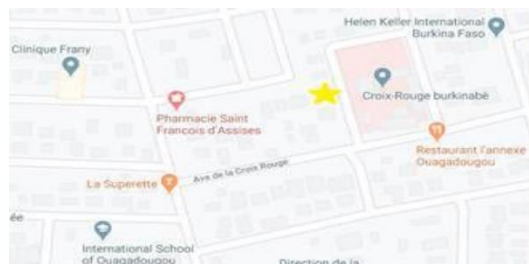 Helen Keller International
Burkina Faso
Clinique Frany
Croix-Rouge burkinabè
Pharmacie Saint
Francois d'Assises
Restaurant l'annexe
Ouagadougou
Ave de la Croix Rouge
La Superette
ée
International School
of Ouagadougou
Direction de la